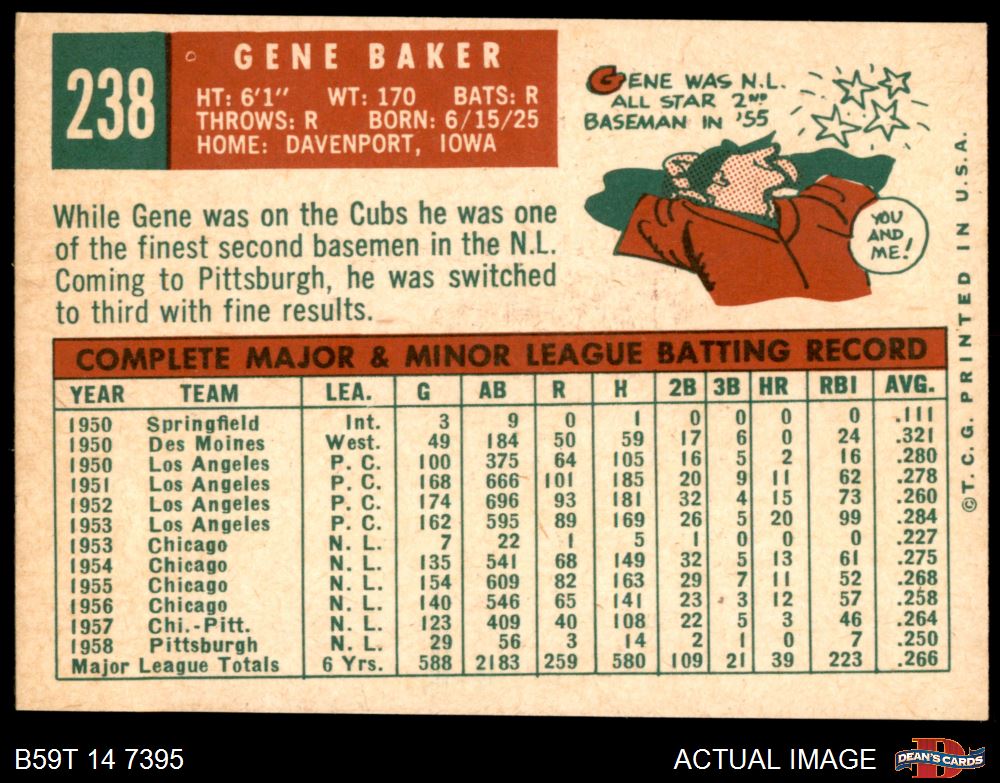 238
GENE BAKER
HT: 6'1" WT: 170 BATS: R
THROWS: R BORN: 6/15/25
HOME: DAVENPORT, IOWA
GENE WAS N.L.
ALL STAR 2ND
BASEMAN IN '55
YOU
AND
ME!
While Gene was on the Cubs he was one
of the finest second basemen in the N.L.
Coming to Pittsburgh, he was switched
to third with fine results.
COMPLETE MAJOR & MINOR LEAGUE BATTING RECORD
YEAR TEAM LEA. G AB R H 2B 3B HR RBI AVG.
1950 Springfield Int. 3 9 0 1 0 0 0 0 .111
1950 Des Moines West. 49 184 50 59 17 6 0 24 .321
1950 Los Angeles P. C. 100 375 64 105 16 5 2 16 .280
1951 Los Angeles P. C. 168 666 101 185 20 9 11 62 .278
1952 Los Angeles P. C. 174 696 93 181 32 4 15 73 .260
1953 Los Angeles P. C. 162 595 89 169 26 5 20 99 .284
1953 Chicago N. L. 7 22 1 5 1 0 0 0 .227
1954 Chicago N. L. 135 541 68 149 32 5 13 61 .275
1955 Chicago N. L. 154 609 82 163 29 7 11 52 .268
1956 Chicago N. L. 140 546 65 141 23 3 12 57 .258
1957 Chi.-Pitt. N. L. 123 409 40 108 22 5 3 46 .264
1958 Pittsburgh N. L. 29 56 3 14 2 1 0 7 .250
Major League Totals 6 Yrs. 588 2183 259 580 109 21 39 223 .266
© T. C. G. PRINTED IN U.S.A.
B59T 14 7395
ACTUAL IMAGE
D
DEAN'S CARDS